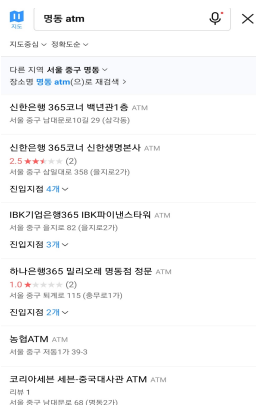 명동 atm
지도
지도중심 정확도순
다른 지역 서울 중구 명동
장소명 명동 atm(으)로 재검색 >
신한은행 365코너 백년관1층 ATM
서울 중구 남대문로10길 29 (삼각동)
신한은행 365코너 신한생명본사 ATM
2.5 ★★★★★ (2)
서울 중구 삼일대로 358 (을지로2가)
진입지점 4개
IBK기업은행365 IBK파이낸스타워 ATM
서울 중구 을지로 82 (을지로2가)
진입지점 3개
하나은행365 밀리오레 명동점 정문 ATM
1.0 ★★★★★ (2)
서울 중구 퇴계로 115 (충무로1가)
진입지점 2개
농협ATM ATM
서울 중구 저동1가 39-3
코리아세븐 세븐-중국대사관 ATM ATM
리뷰 1
서울 중구 남대문로 68 (명동2가)